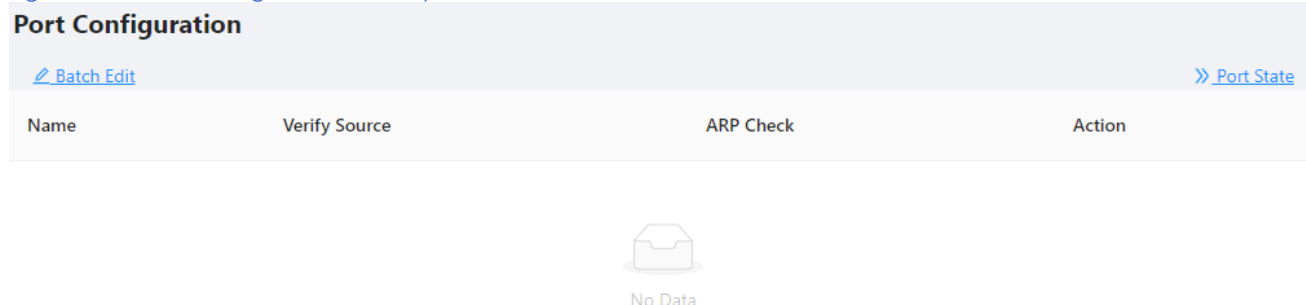 Port Configuration
Batch Edit
Port State
Name Verify Source ARP Check Action
No Data